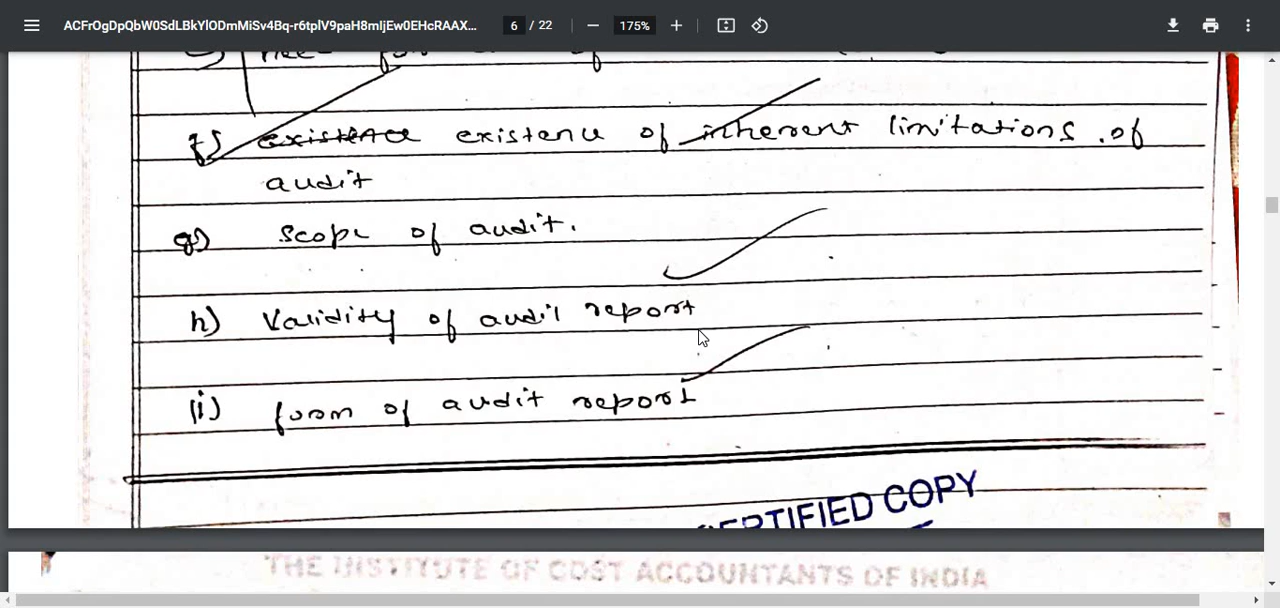 ACFrOgDpQbW0SdLBkYlODmMiSv4Bq-r6tplV9paH8mIjEw0EHcRAAX... 6 / 22 175%
f) existence existence of inherent limitations of
audit
g) scope of audit.
h) Validity of audit report
(i) form of audit report
CERTIFIED COPY
THE INSTITUTE OF COST ACCOUNTANTS OF INDIA